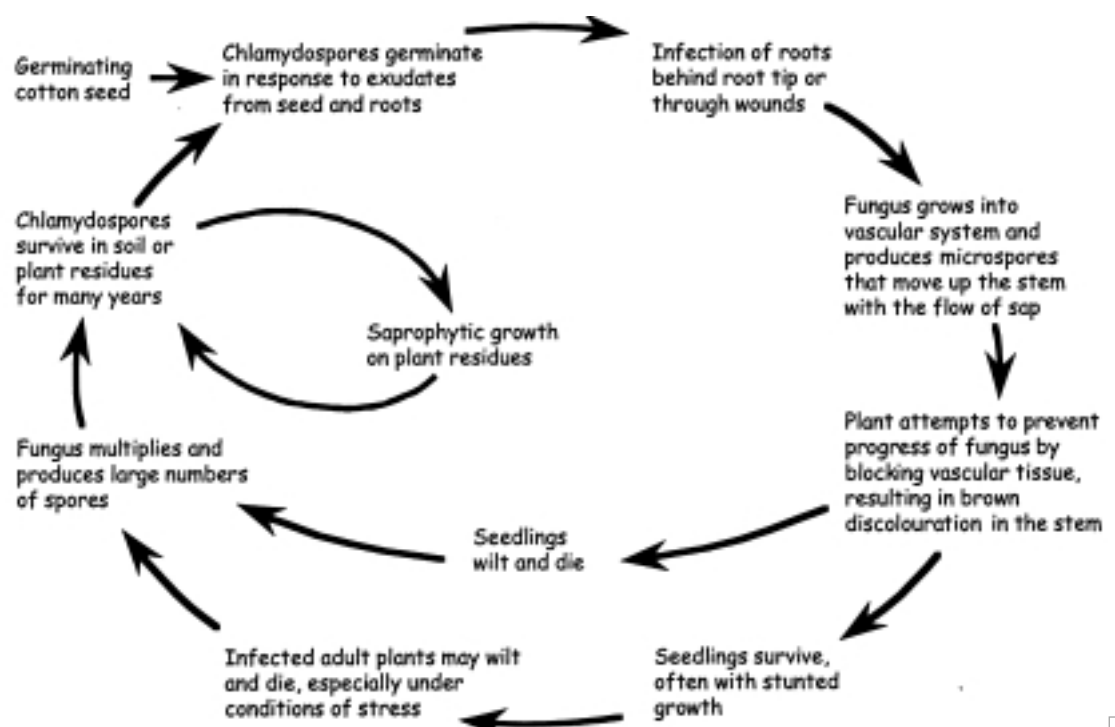 Germinating
cotton seed
Chlamydospores germinate
in response to exudates
from seed and roots
Infection of roots
behind root tip or
through wounds
Fungus grows into
vascular system and
produces microspores
that move up the stem
with the flow of sap
Plant attempts to prevent
progress of fungus by
blocking vascular tissue,
resulting in brown
discolouration in the stem
Seedlings
wilt and die
Seedlings survive,
often with stunted
growth
Infected adult plants may wilt
and die, especially under
conditions of stress
Fungus multiplies and
produces large numbers
of spores
Chlamydospores
survive in soil or
plant residues
for many years
Saprophytic growth
on plant residues